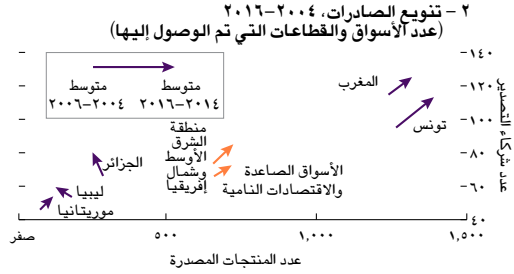 ٢ – تنويع الصادرات، ٢٠٠٤–٢٠١٦
(عدد الأسواق والقطاعات التي تم الوصول إليها)
متوسط
٢٠٠٤–٢٠٠٦
متوسط
٢٠١٤–٢٠١٦
المغرب
تونس
منطقة
الشرق
الأوسط
وشمال
إفريقيا
الأسواق الصاعدة
والاقتصادات النامية
الجزائر
ليبيا
موريتانيا
١٤٠
١٢٠
١٠٠
٨٠
٦٠
٤٠
عدد شركاء التصدير
صفر
٥٠٠
١,٠٠٠
١,٥٠٠
عدد المنتجات المصدرة